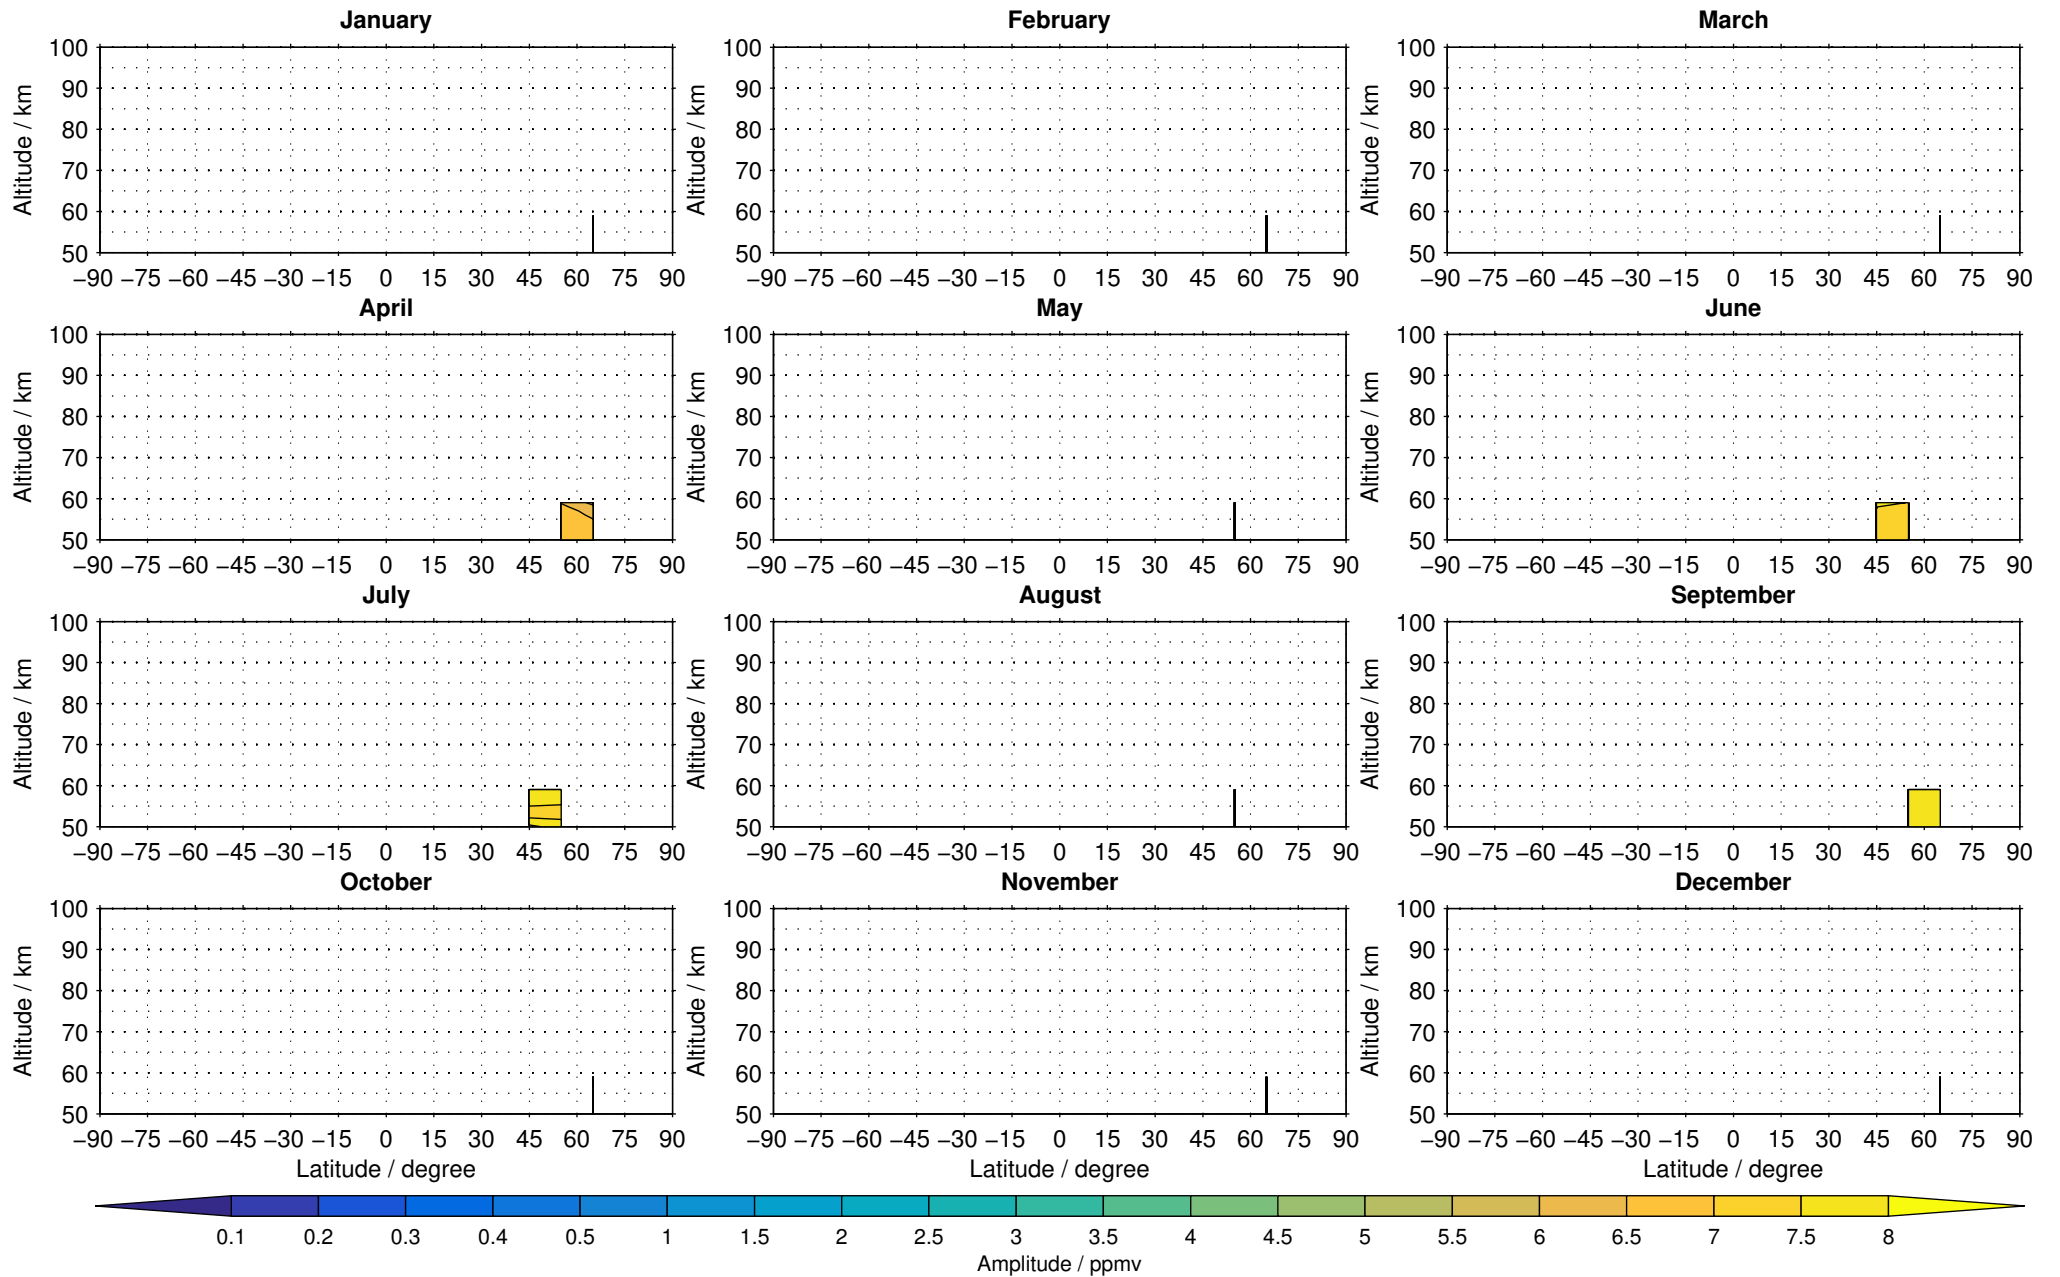 January February March
100 100 100
90 90 90
Altitude / km Altitude / km Altitude / km
80 80 80
70 70 70
60 60 60
50 50 50
−90 −75 −60 −45 −30 −15 0 15 30 45 60 75 90 −90 −75 −60 −45 −30 −15 0 15 30 45 60 75 90 −90 −75 −60 −45 −30 −15 0 15 30 45 60 75 90
April May June
100 100 100
90 90 90
Altitude / km Altitude / km Altitude / km
80 80 80
70 70 70
60 60 60
50 50 50
−90 −75 −60 −45 −30 −15 0 15 30 45 60 75 90 −90 −75 −60 −45 −30 −15 0 15 30 45 60 75 90 −90 −75 −60 −45 −30 −15 0 15 30 45 60 75 90
July August September
100 100 100
90 90 90
Altitude / km Altitude / km Altitude / km
80 80 80
70 70 70
60 60 60
50 50 50
−90 −75 −60 −45 −30 −15 0 15 30 45 60 75 90 −90 −75 −60 −45 −30 −15 0 15 30 45 60 75 90 −90 −75 −60 −45 −30 −15 0 15 30 45 60 75 90
October November December
100 100 100
90 90 90
Altitude / km Altitude / km Altitude / km
80 80 80
70 70 70
60 60 60
50 50 50
−90 −75 −60 −45 −30 −15 0 15 30 45 60 75 90 −90 −75 −60 −45 −30 −15 0 15 30 45 60 75 90 −90 −75 −60 −45 −30 −15 0 15 30 45 60 75 90
Latitude / degree Latitude / degree Latitude / degree
0.1 0.2 0.3 0.4 0.5 1 1.5 2 2.5 3 3.5 4 4.5 5 5.5 6 6.5 7 7.5 8
Amplitude / ppmv